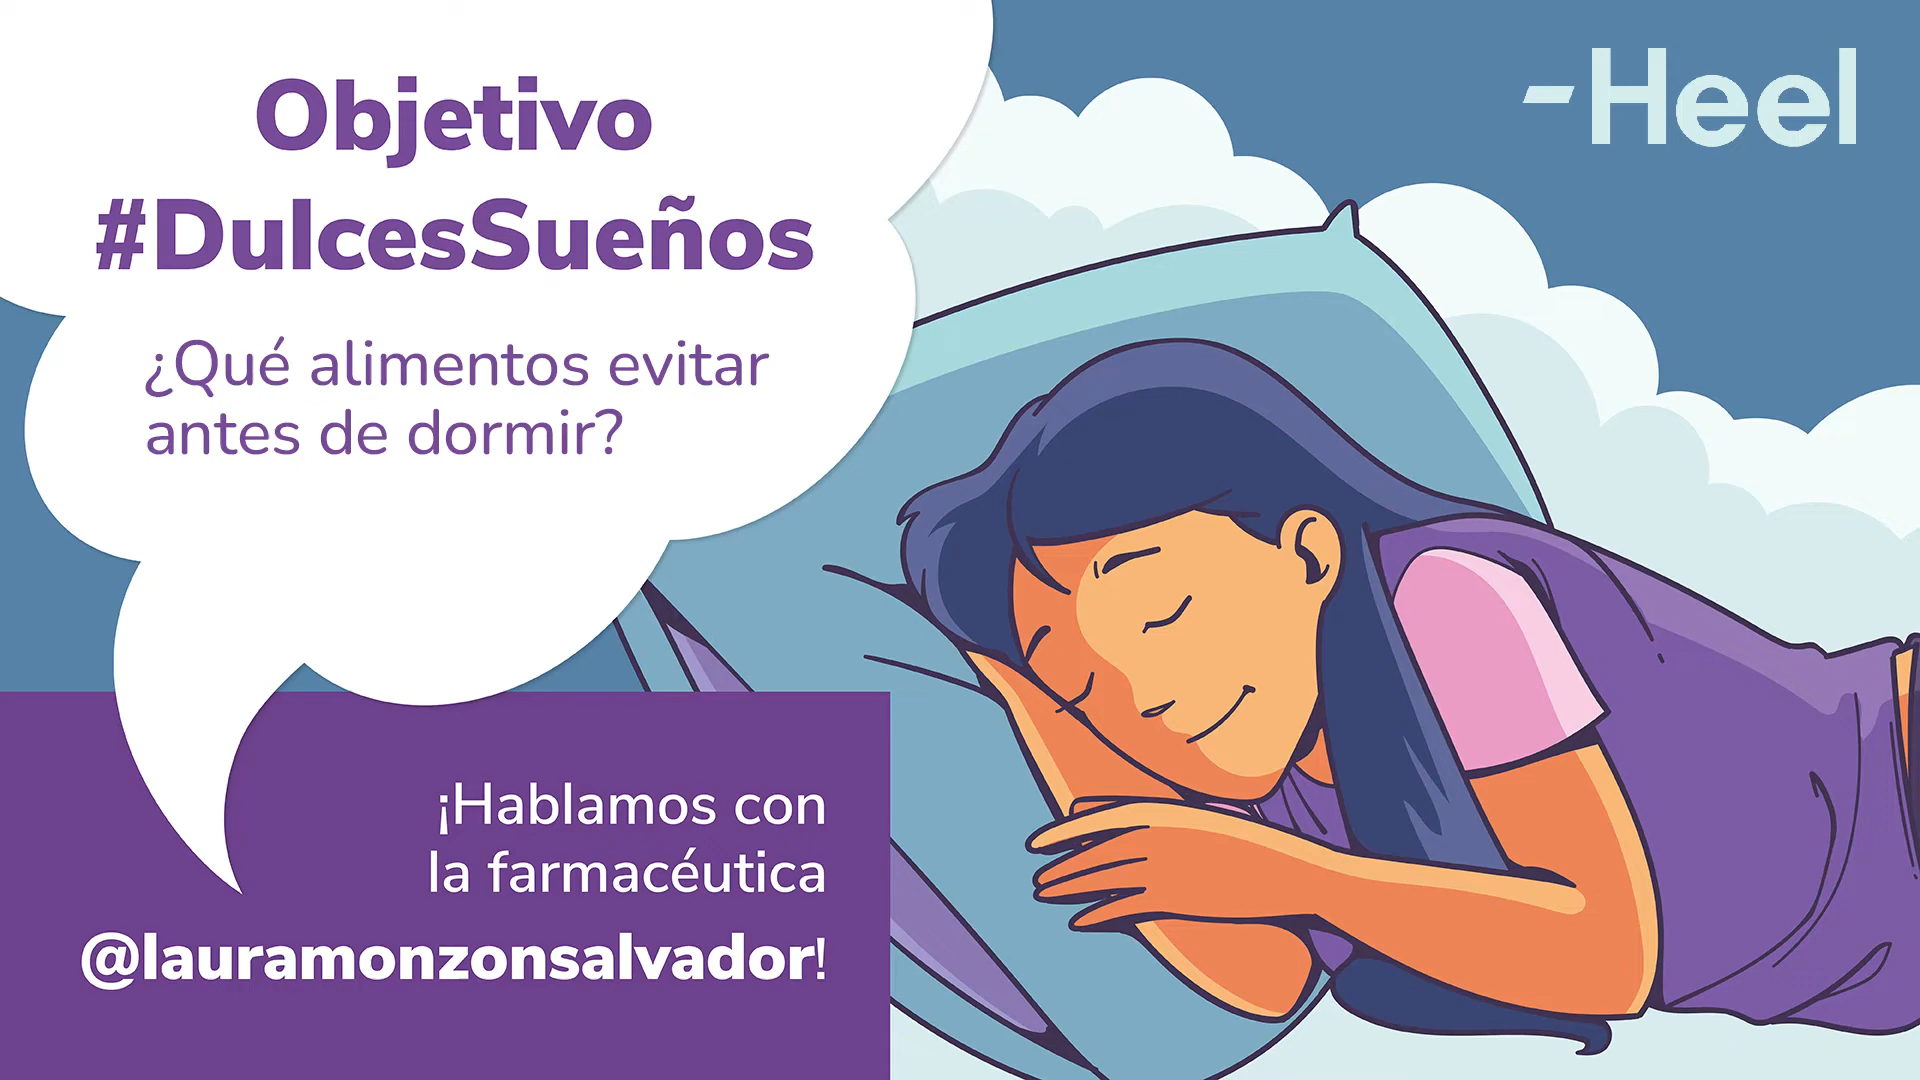 Objetivo
#DulcesSueños
¿Qué alimentos evitar
antes de dormir?
-Heel
¡Hablamos con
la farmacéutica
@lauramonzonsalvador!